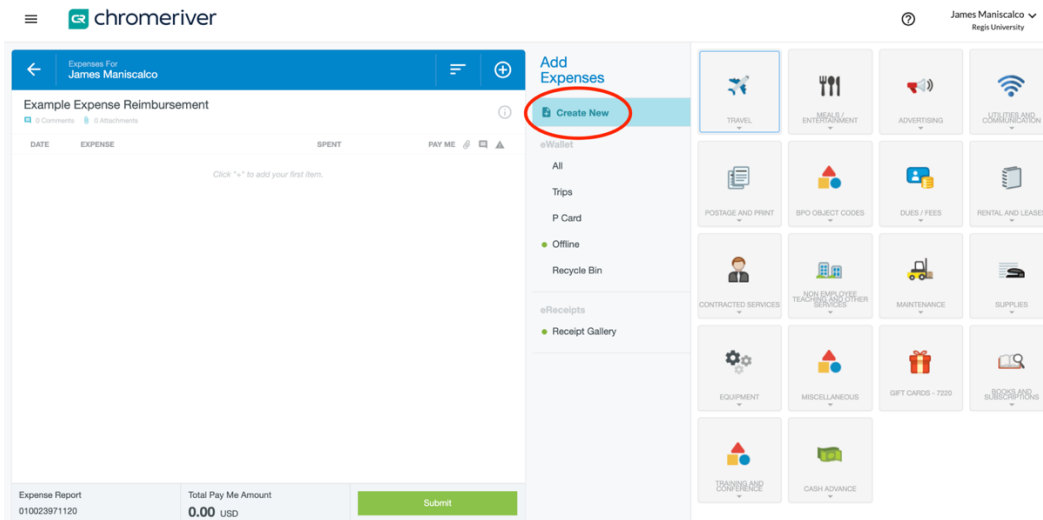 chromeriver
James Maniscalco
Regis University
Expenses For
James Maniscalco
Example Expense Reimbursement
0 Comments 0 Attachments
DATE EXPENSE SPENT PAY ME
Click "+" to add your first item.
Expense Report
010023971120
Total Pay Me Amount
0.00 USD
Submit
Add
Expenses
Create New
eWallet
All
Trips
P Card
Offline
Recycle Bin
eReceipts
Receipt Gallery
TRAVEL
MEALS /
ENTERTAINMENT
ADVERTISING
UTILITIES AND
COMMUNICATION
POSTAGE AND PRINT
BPO OBJECT CODES
DUES / FEES
RENTAL AND LEASE
CONTRACTED SERVICES
NON EMPLOYEE
TEACHING AND OTHER
SERVICES
MAINTENANCE
SUPPLIES
EQUIPMENT
MISCELLANEOUS
GIFT CARDS - 7220
BOOKS AND
SUBSCRIPTIONS
TRAINING AND
CONFERENCE
CASH ADVANCE